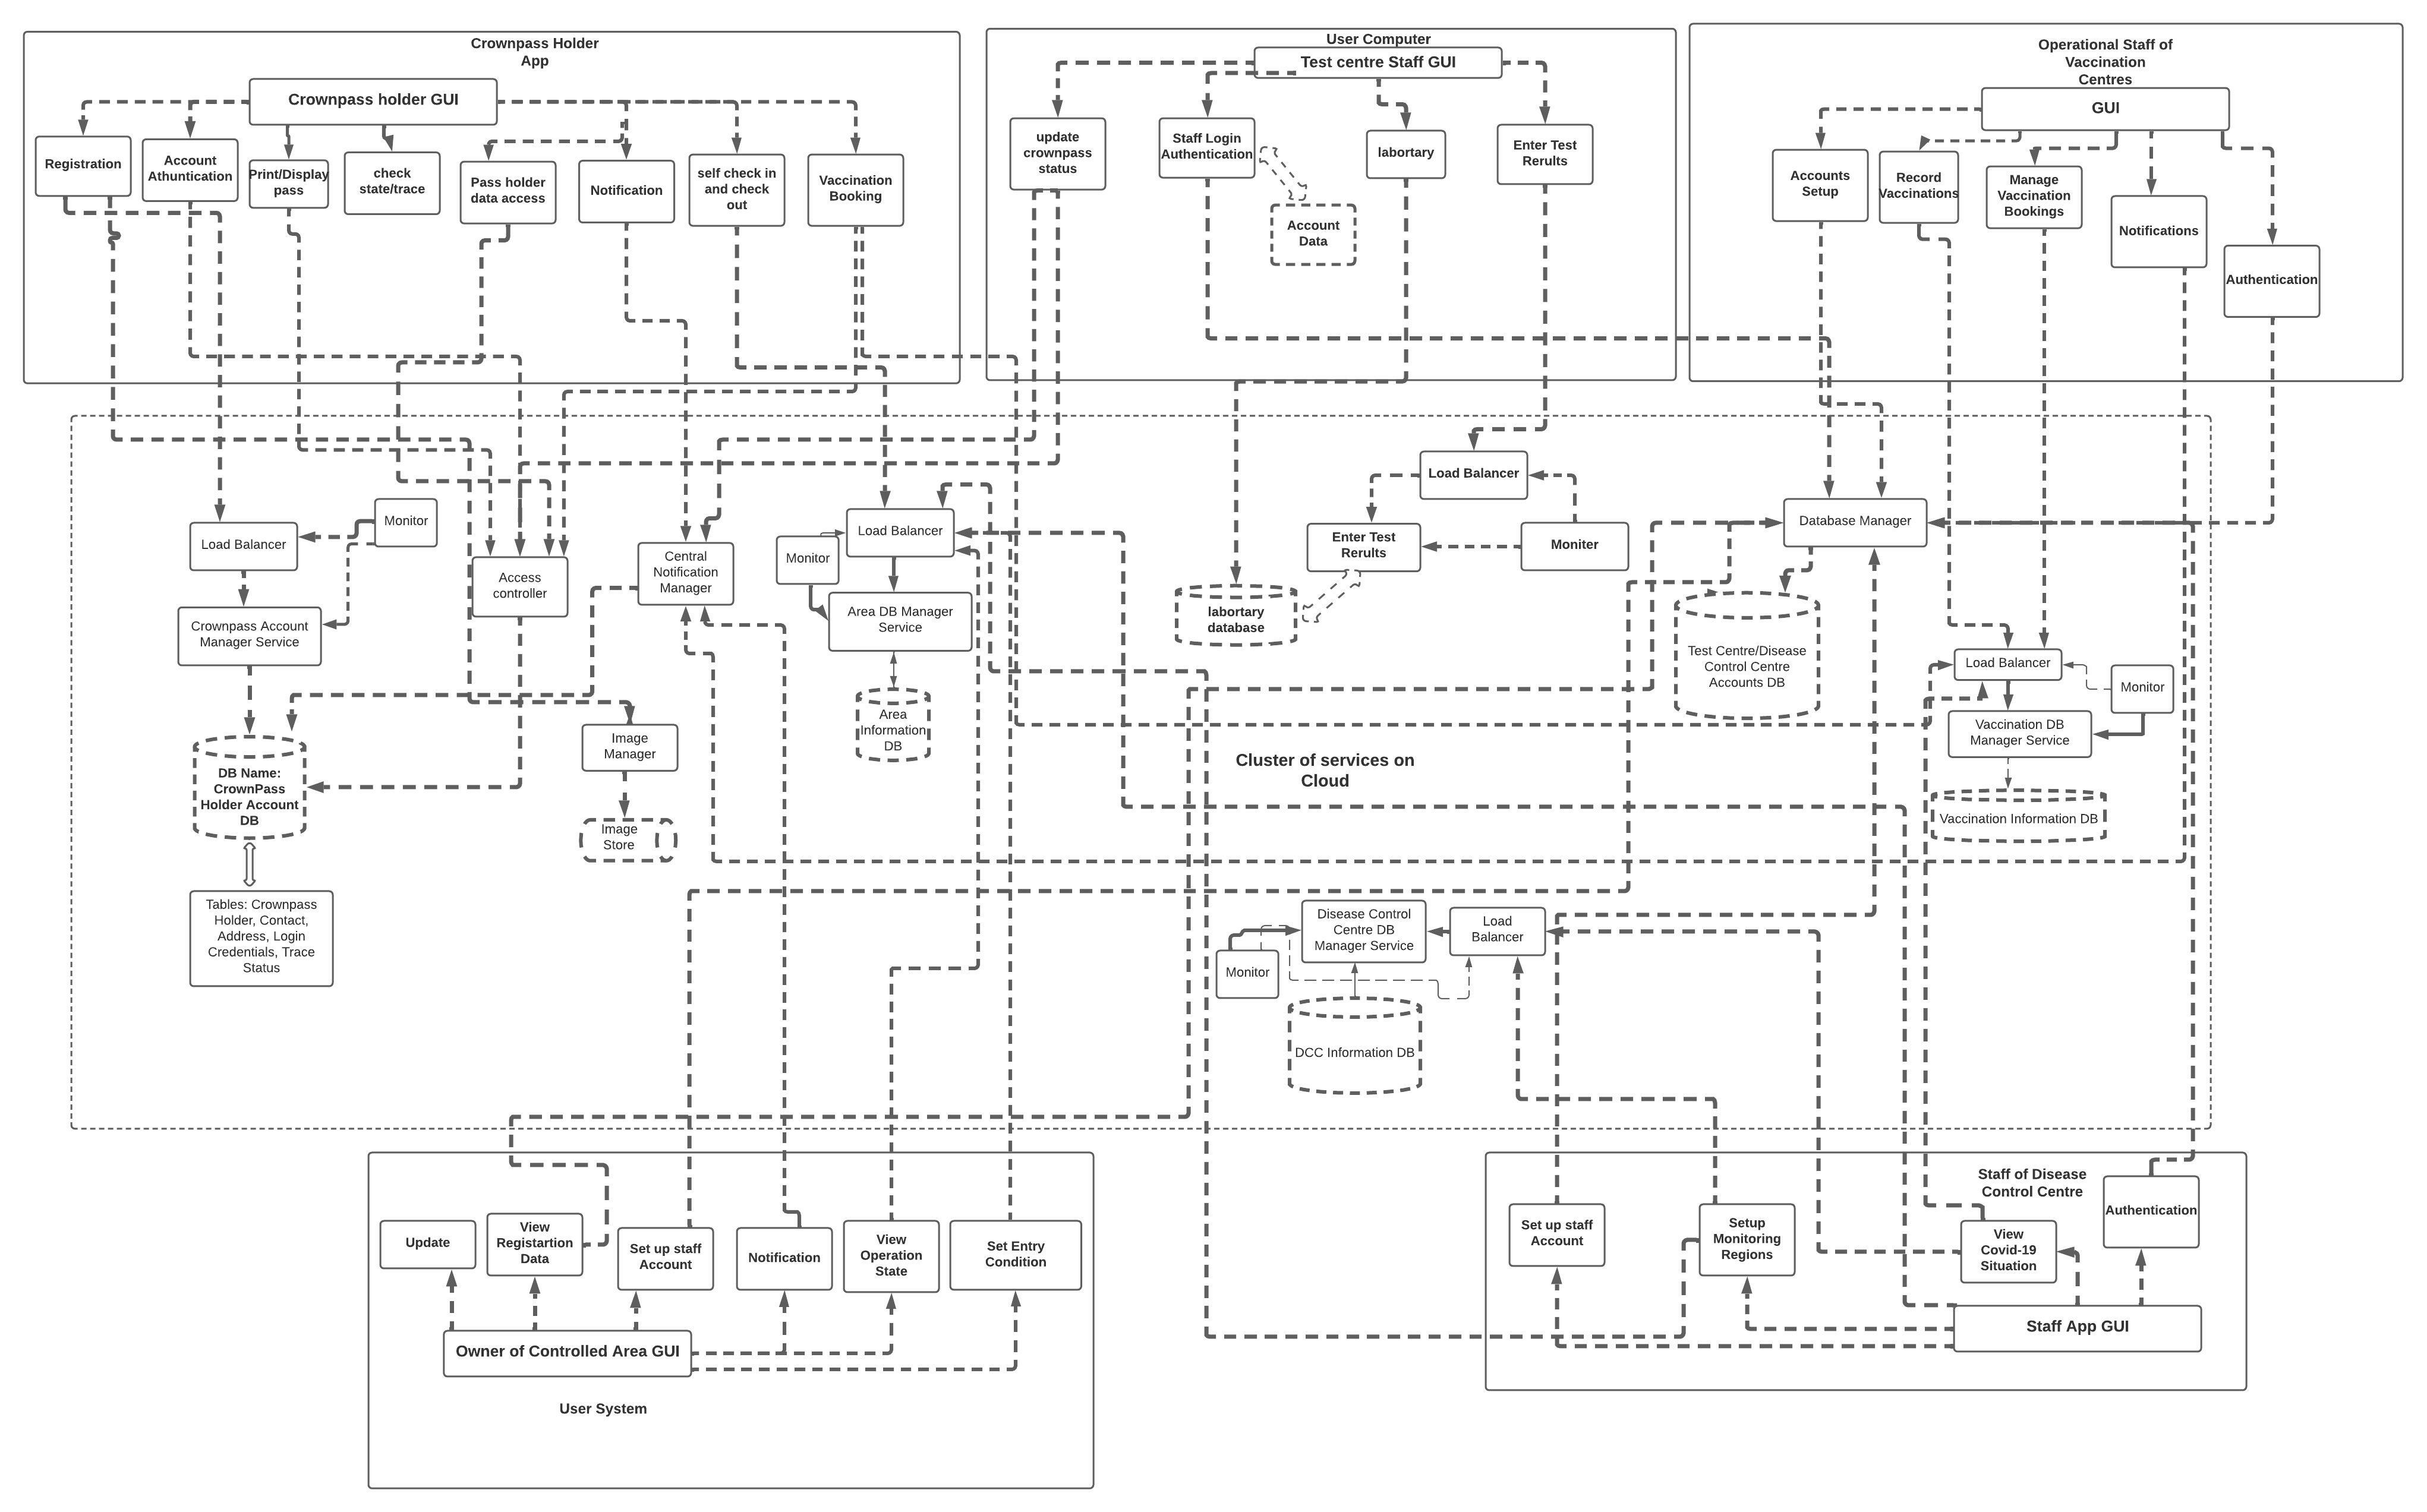 Crownpass Holder
App
Crownpass holder GUI
Registration
Account
Athuntication
Print/Display
pass
check
state/trace
Pass holder
data access
Notification
self check in
and check
out
Vaccination
Booking
User Computer
Test centre Staff GUI
update
crownpass
status
Staff Login
Authentication
Account
Data
labortary
Enter Test
Rerults
Operational Staff of
Vaccination
Centres
GUI
Accounts
Setup
Record
Vaccinations
Manage
Vaccination
Bookings
Notifications
Authentication
Load Balancer
Monitor
Crownpass Account
Manager Service
DB Name:
CrownPass
Holder Account
DB
Tables: Crownpass
Holder, Contact,
Address, Login
Credentials, Trace
Status
Access
controller
Central
Notification
Manager
Image
Manager
Image
Store
Load Balancer
Monitor
Area DB Manager
Service
Area
Information
DB
Load Balancer
Enter Test
Rerults
Moniter
labortary
database
Database Manager
Test Centre/Disease
Control Centre
Accounts DB
Load Balancer
Monitor
Vaccination DB
Manager Service
Vaccination Information DB
Cluster of services on
Cloud
Disease Control
Centre DB
Manager Service
Load
Balancer
Monitor
DCC Information DB
Update
View
Registartion
Data
Set up staff
Account
Notification
View
Operation
State
Set Entry
Condition
Owner of Controlled Area GUI
User System
Staff of Disease
Control Centre
Set up staff
Account
Setup
Monitoring
Regions
View
Covid-19
Situation
Authentication
Staff App GUI